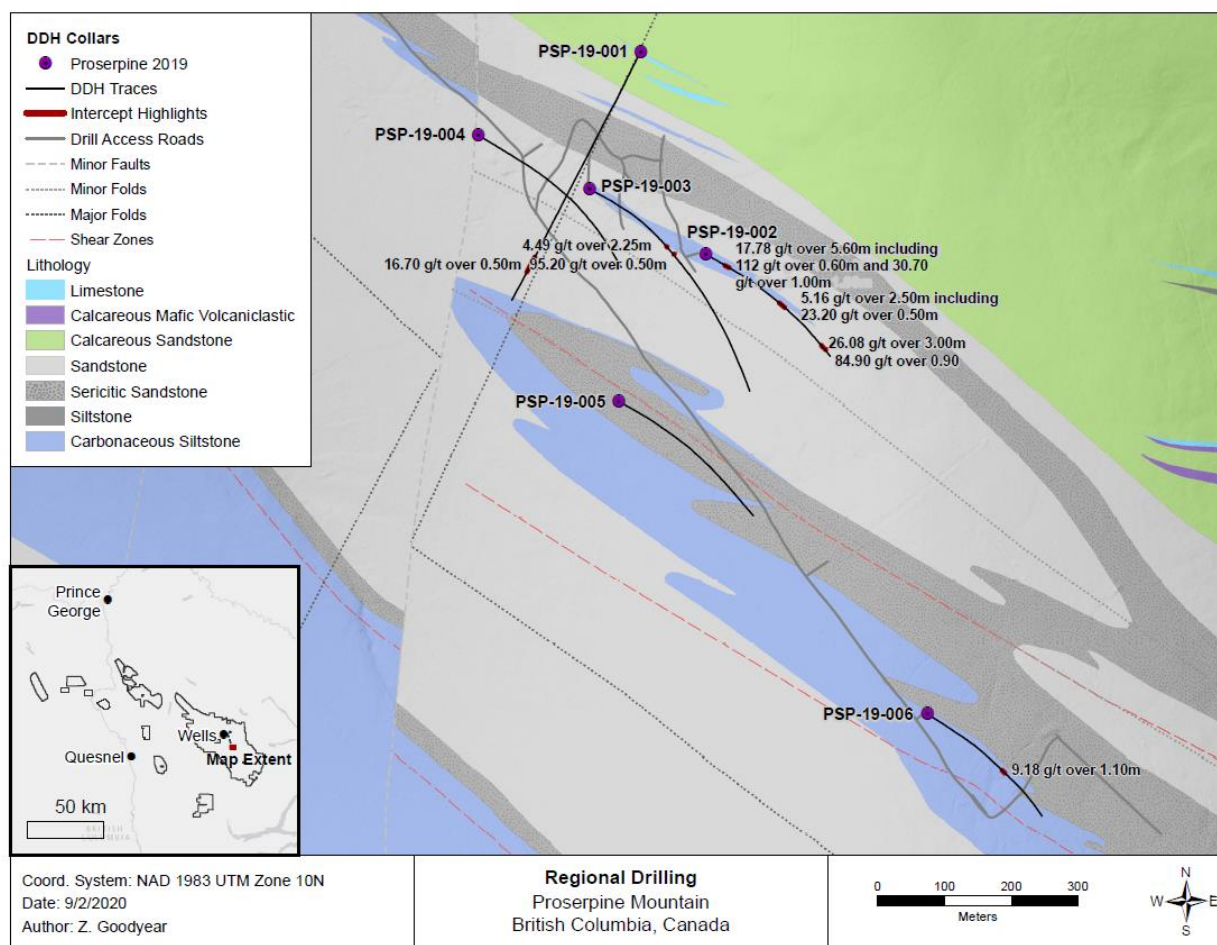 DDH Collars
Proserpine 2019
DDH Traces
Intercept Highlights
Drill Access Roads
Minor Faults
Minor Folds
Major Folds
Shear Zones
Lithology
Limestone
Calcareous Mafic Volcaniclastic
Calcareous Sandstone
Sandstone
Sericitic Sandstone
Siltstone
Carbonaceous Siltstone
PSP-19-001
PSP-19-004
PSP-19-003
PSP-19-002
4.49 g/t over 2.25m
16.70 g/t over 0.50m
95.20 g/t over 0.50m
17.78 g/t over 5.60m including
112 g/t over 0.60m and 30.70
g/t over 1.00m
5.16 g/t over 2.50m including
23.20 g/t over 0.50m
26.08 g/t over 3.00m
84.90 g/t over 0.90
PSP-19-005
PSP-19-006
9.18 g/t over 1.10m
Prince
George
Wells
Quesnel
Map Extent
50 km
BRITISH
COLUMBIA
Coord. System: NAD 1983 UTM Zone 10N
Date: 9/2/2020
Author: Z. Goodyear
Regional Drilling
Proserpine Mountain
British Columbia, Canada
0 100 200 300
Meters
N
W E
S